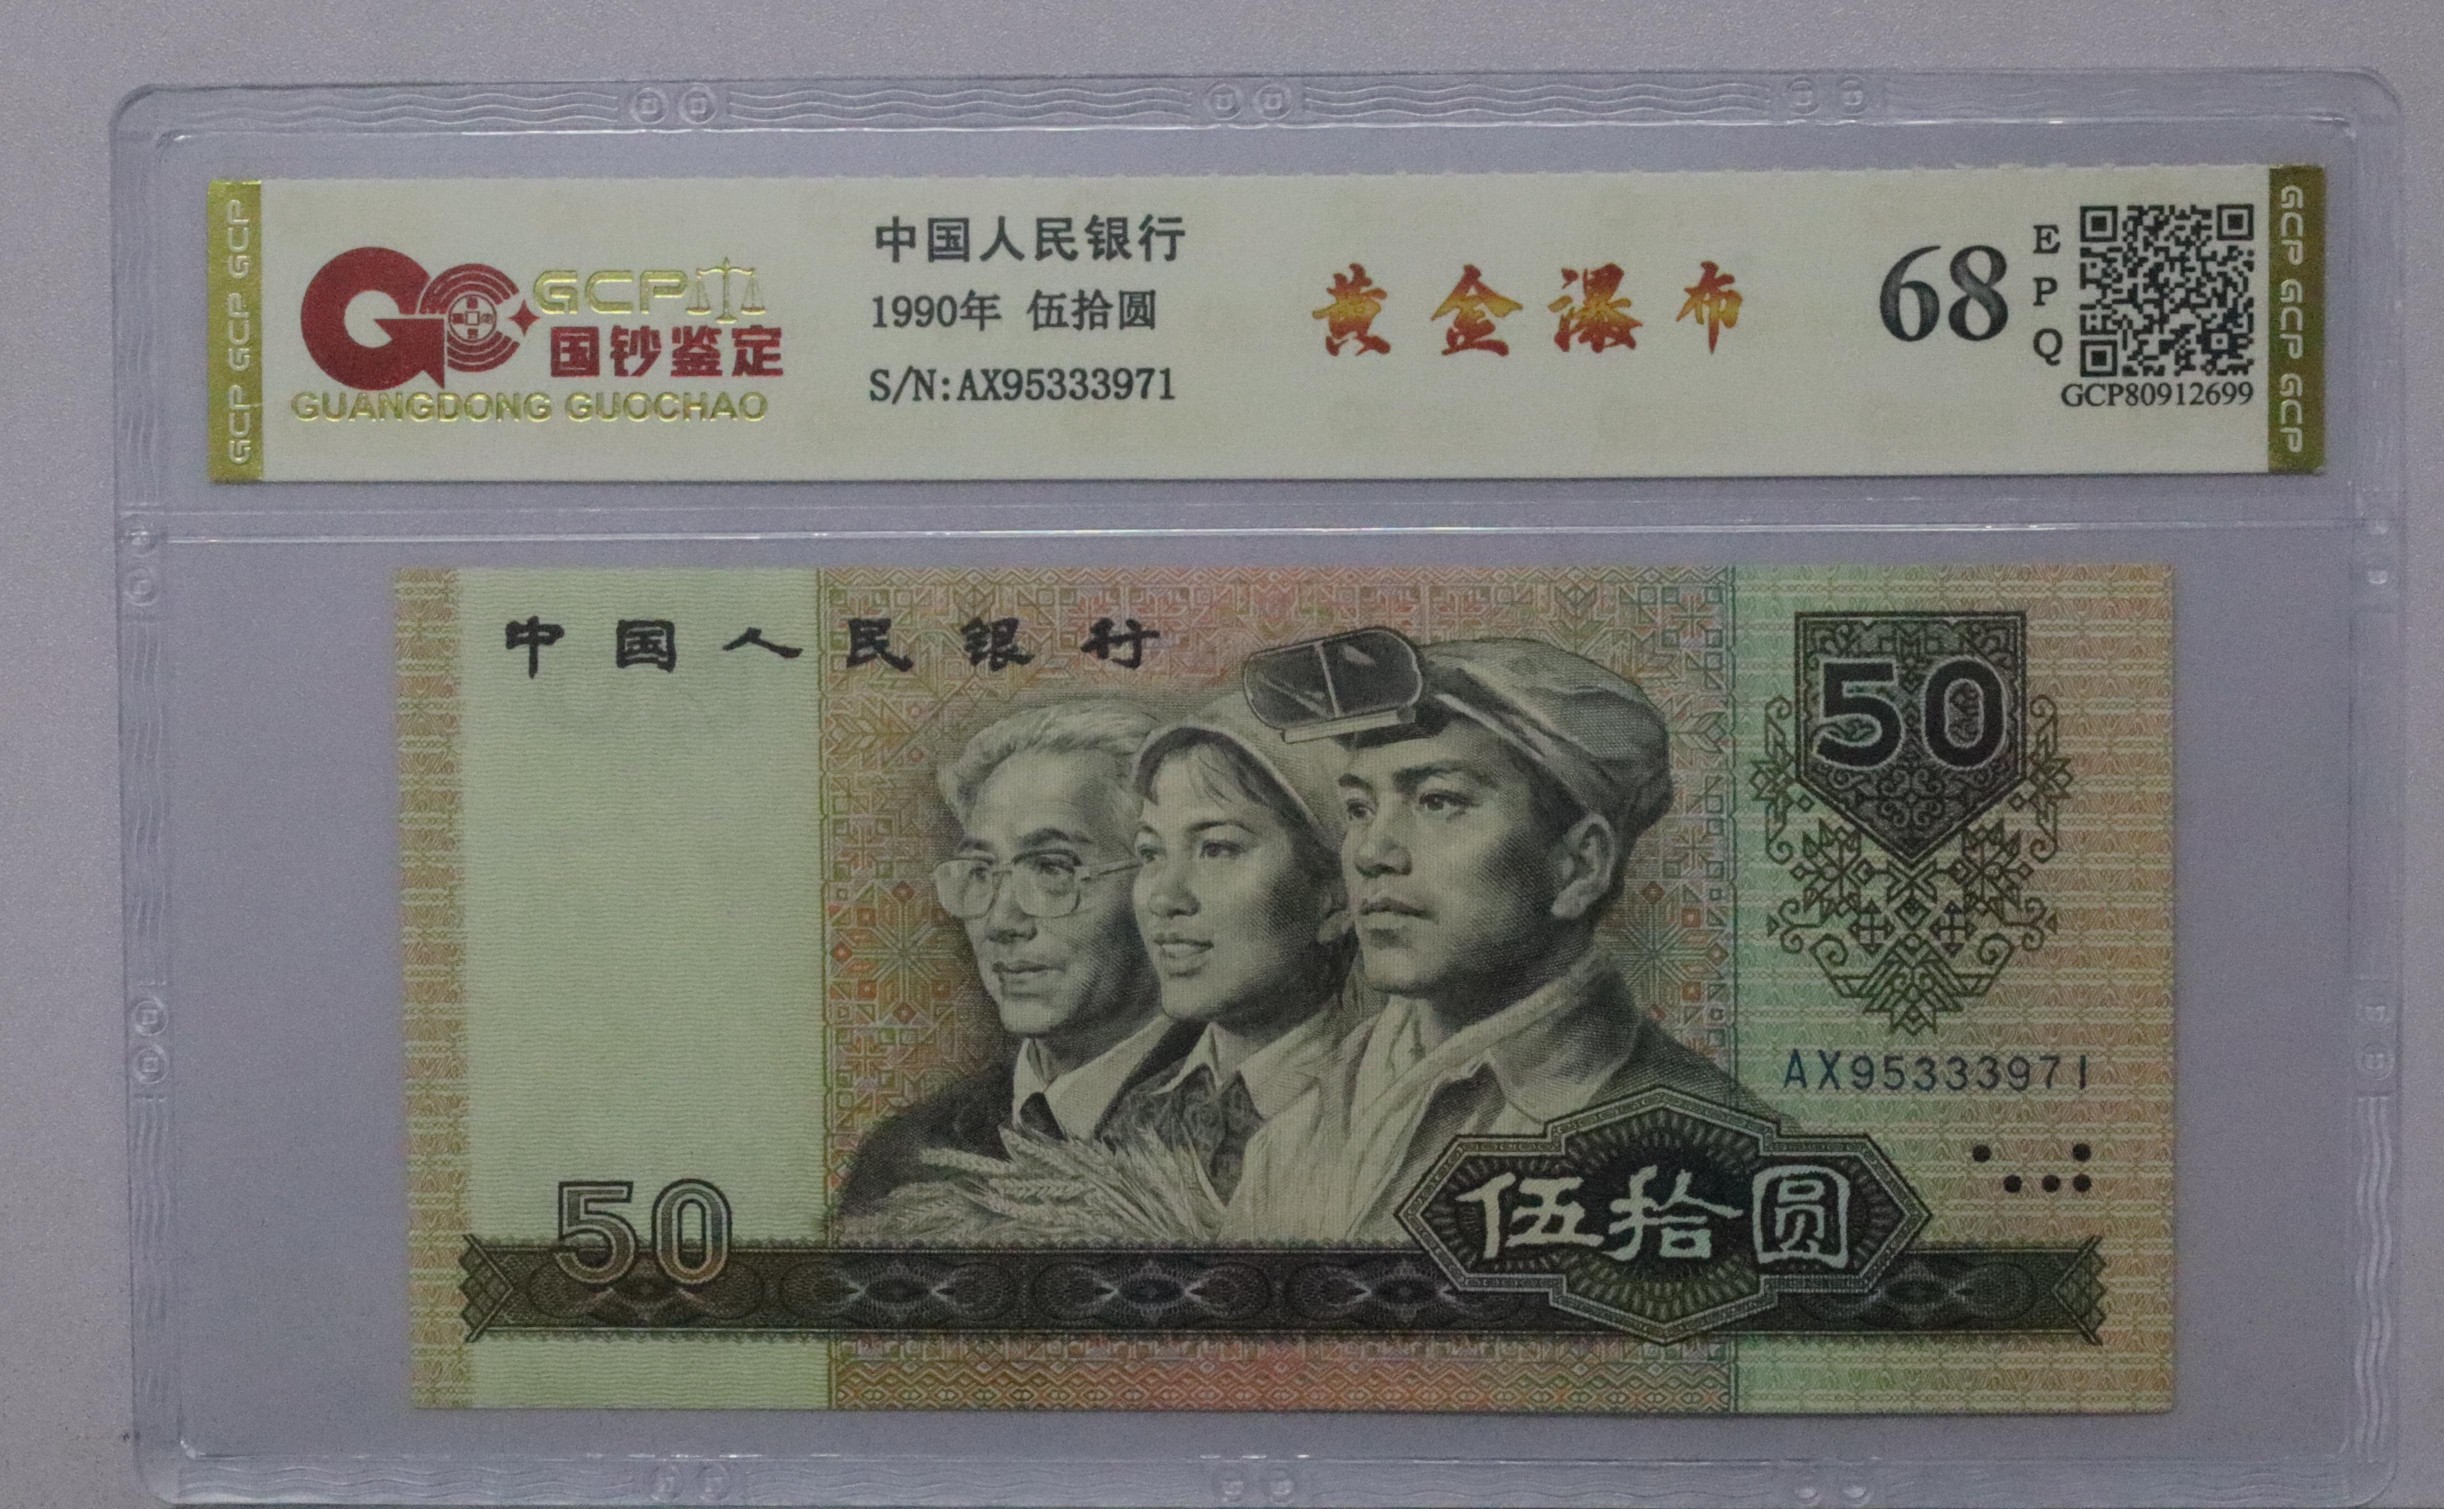 GCP GCP GCP
GCP
国钞鉴定
GUANGDONG GUOCHAO
中国人民银行
1990年 伍拾圆
S/N:AX95333971
黄金瀑布
68
EPQ
GCP80912699
GCP GCP GCP
中国人民银行
50
AX95333971
50
伍拾圆